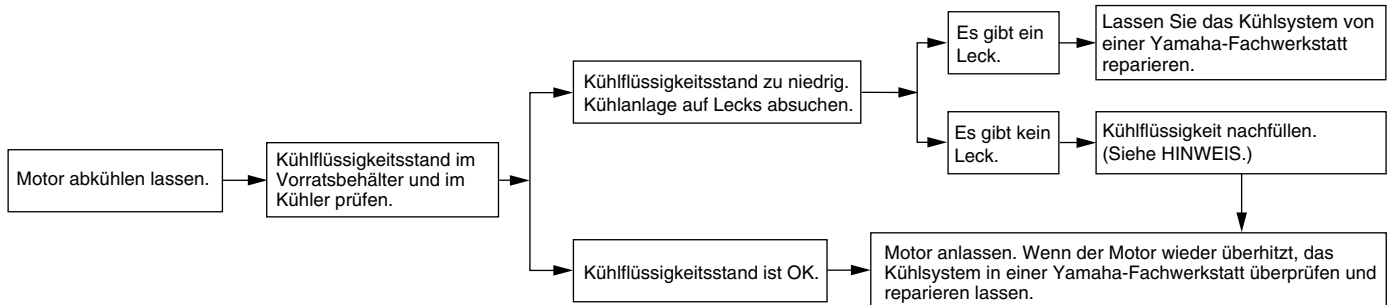 Motor abkühlen lassen.
Kühlflüssigkeitsstand im
Vorratsbehälter und im
Kühler prüfen.
Kühlflüssigkeitsstand zu niedrig.
Kühlanlage auf Lecks absuchen.
Es gibt ein
Leck.
Lassen Sie das Kühlsystem von
einer Yamaha-Fachwerkstatt
reparieren.
Es gibt kein
Leck.
Kühlflüssigkeit nachfüllen.
(Siehe HINWEIS.)
Kühlflüssigkeitsstand ist OK.
Motor anlassen. Wenn der Motor wieder überhitzt, das
Kühlsystem in einer Yamaha-Fachwerkstatt überprüfen und
reparieren lassen.